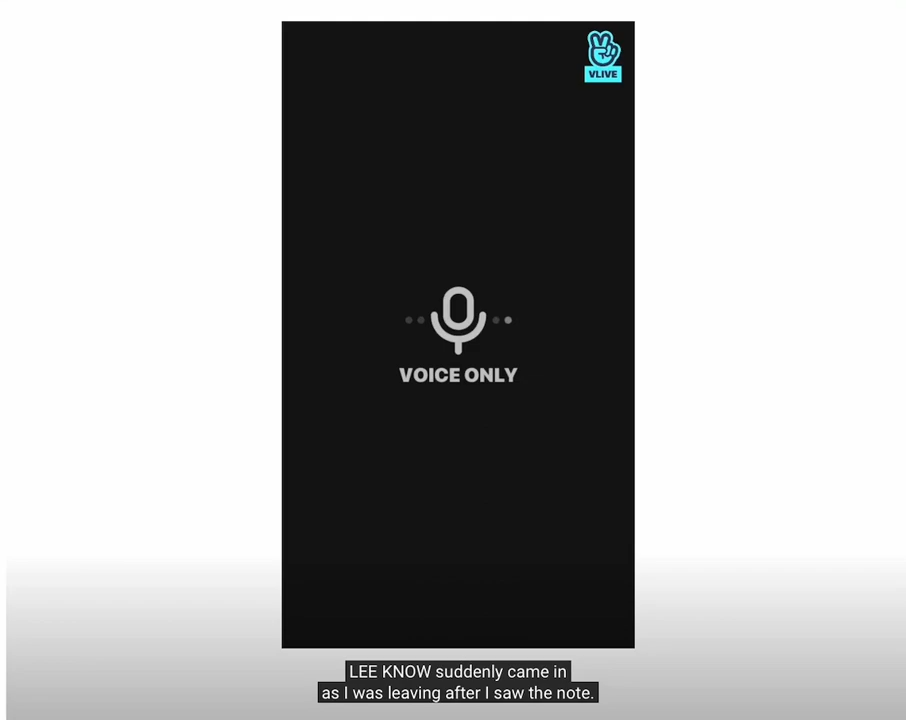 VLIVE
VOICE ONLY
LEE KNOW suddenly came in
as I was leaving after I saw the note.